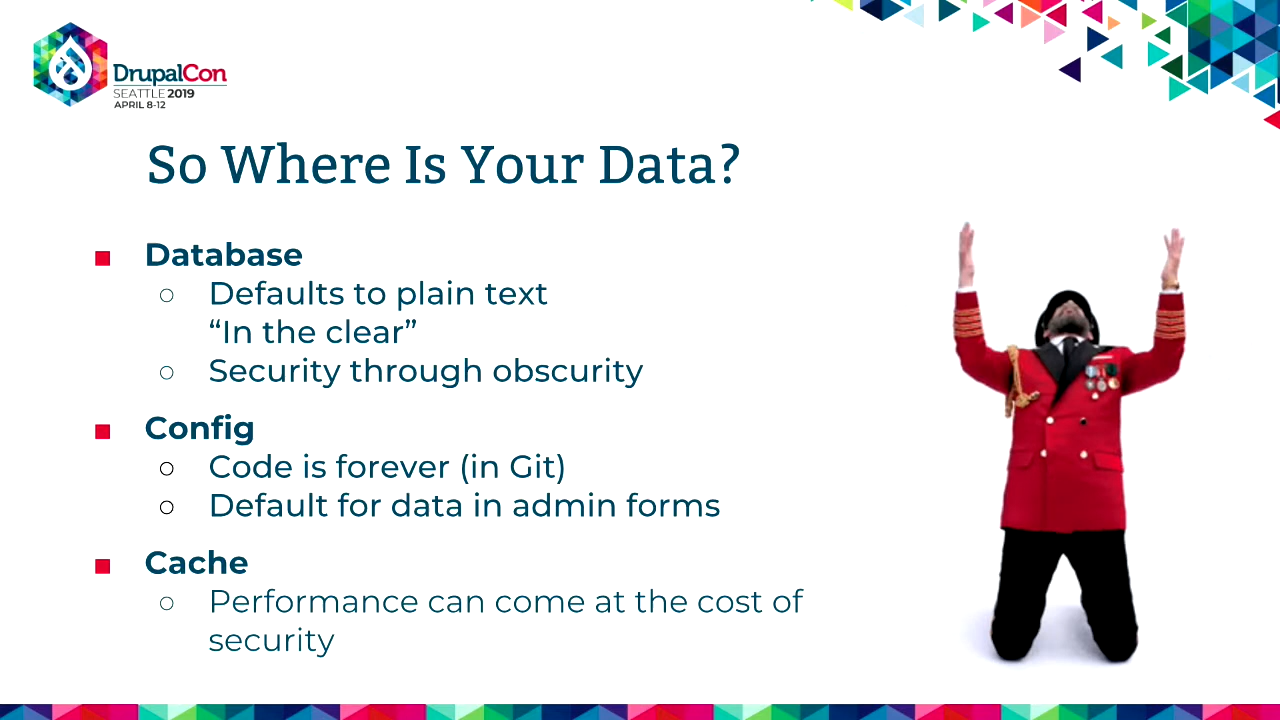 DrupalCon
SEATTLE 2019
APRIL 8-12
So Where Is Your Data?
Database
Defaults to plain text
“In the clear”
Security through obscurity
Config
Code is forever (in Git)
Default for data in admin forms
Cache
Performance can come at the cost of
security